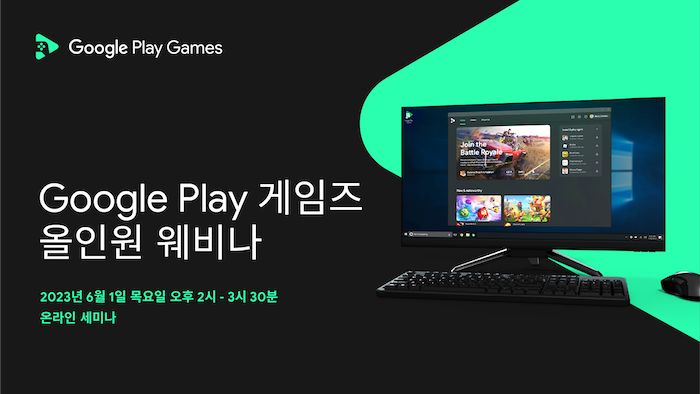 Google Play Games
Google Play 게임즈
올인원 웨비나
2023년 6월 1일 목요일 오후 2시 - 3시 30분
온라인 세미나
Join the
Battle Royale
New & noteworthy